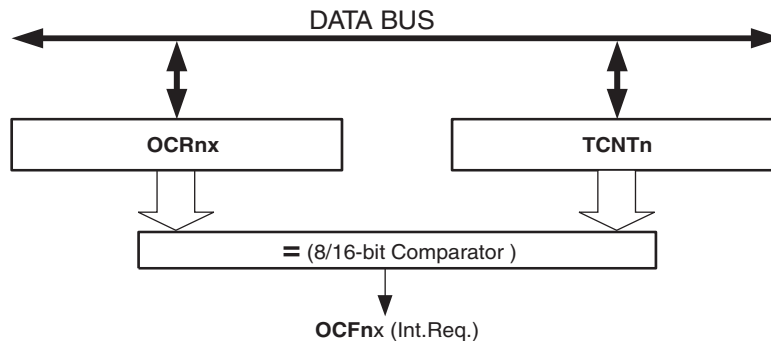 DATA BUS
OCRnx
TCNTn
= (8/16-bit Comparator )
OCFnx (Int.Req.)